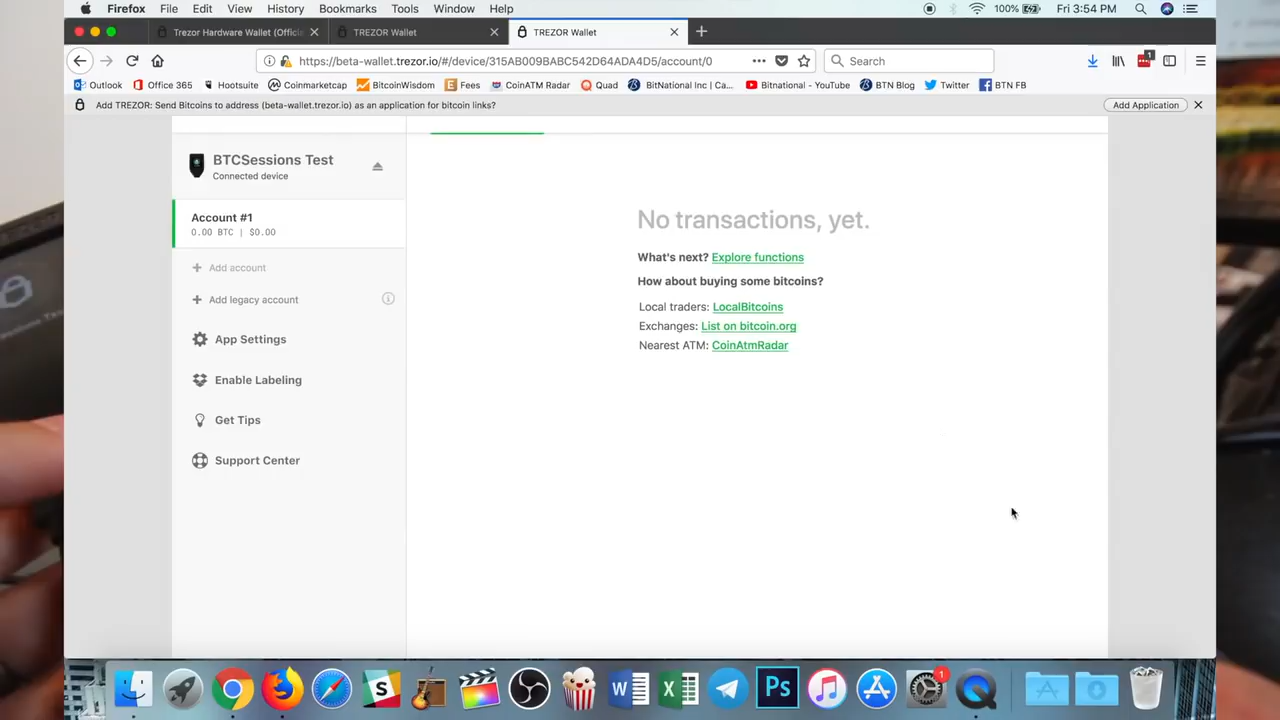 Firefox File Edit View History Bookmarks Tools Window Help 100% Fri 3:54 PM
Trezor Hardware Wallet (Offici TREZOR Wallet TREZOR Wallet
https://beta-wallet.trezor.io/#/device/315AB009BABC542D64ADA4D5/account/0 Search 1
Outlook Office 365 Hootsuite Coinmarketcap BitcoinWisdom Fees CoinATM Radar Quad BitNational Inc | Ca... Bitnational - YouTube BTN Blog Twitter BTN FB
Add TREZOR: Send Bitcoins to address (beta-wallet.trezor.io) as an application for bitcoin links? Add Application
BTCSessions Test
Connected device
Account #1
0.00 BTC | $0.00
Add account
Add legacy account
App Settings
Enable Labeling
Get Tips
Support Center
No transactions, yet.
What's next? Explore functions
How about buying some bitcoins?
Local traders: LocalBitcoins
Exchanges: List on bitcoin.org
Nearest ATM: CoinAtmRadar
S W X Ps 1